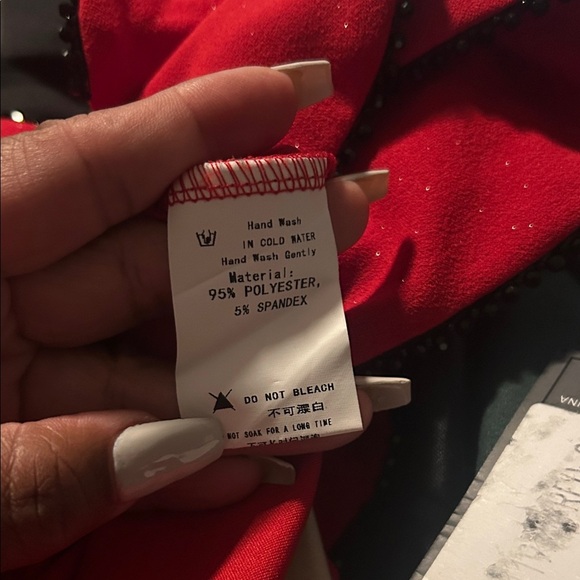 Hand Wash
IN COLD WATER
Hand Wash Gently
Material:
95% POLYESTER,
5% SPANDEX
DO NOT BLEACH
不可漂白
NOT SOAK FOR A LONG TIME